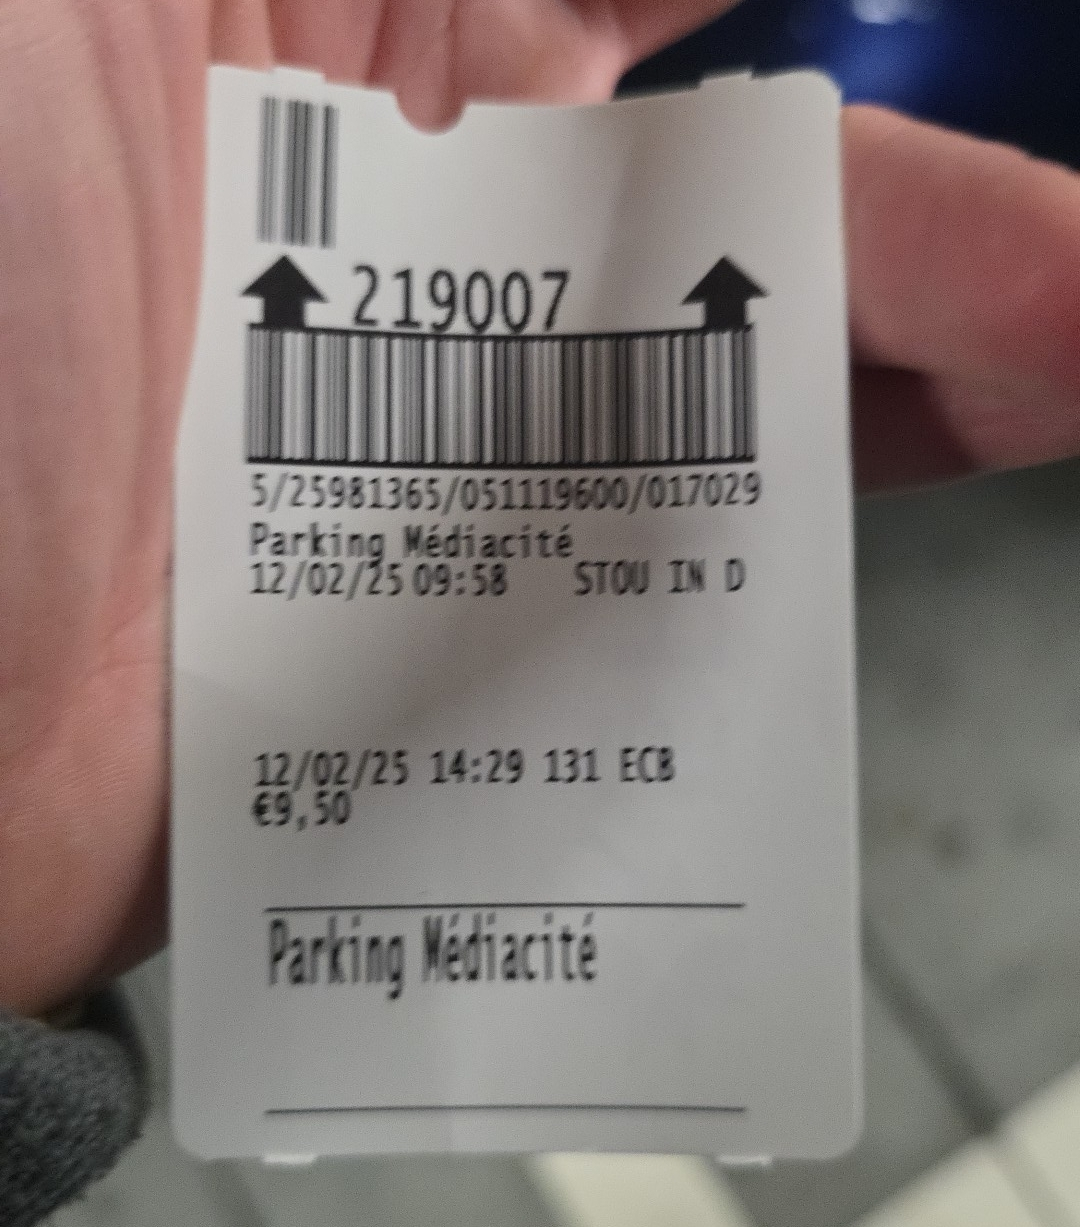 219007
5/25981365/051119600/017029
Parking Médiacité
12/02/25 09:58 STOU IN D
12/02/25 14:29 131 ECB
€9,50
Parking Médiacité